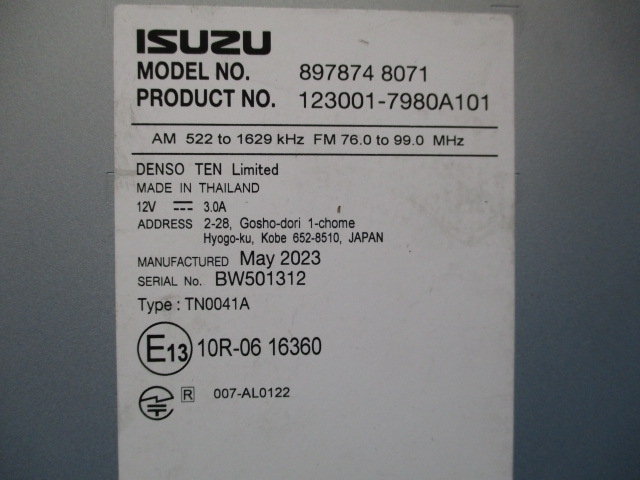 ISUZU
MODEL NO. 897874 8071
PRODUCT NO. 123001-7980A101
AM 522 to 1629 kHz FM 76.0 to 99.0 MHz
DENSO TEN Limited
MADE IN THAILAND
12V 3.0A
ADDRESS 2-28, Gosho-dori 1-chome
Hyogo-ku, Kobe 652-8510, JAPAN
MANUFACTURED May 2023
SERIAL No. BW501312
Type : TN0041A
E13 10R-06 16360
R 007-AL0122